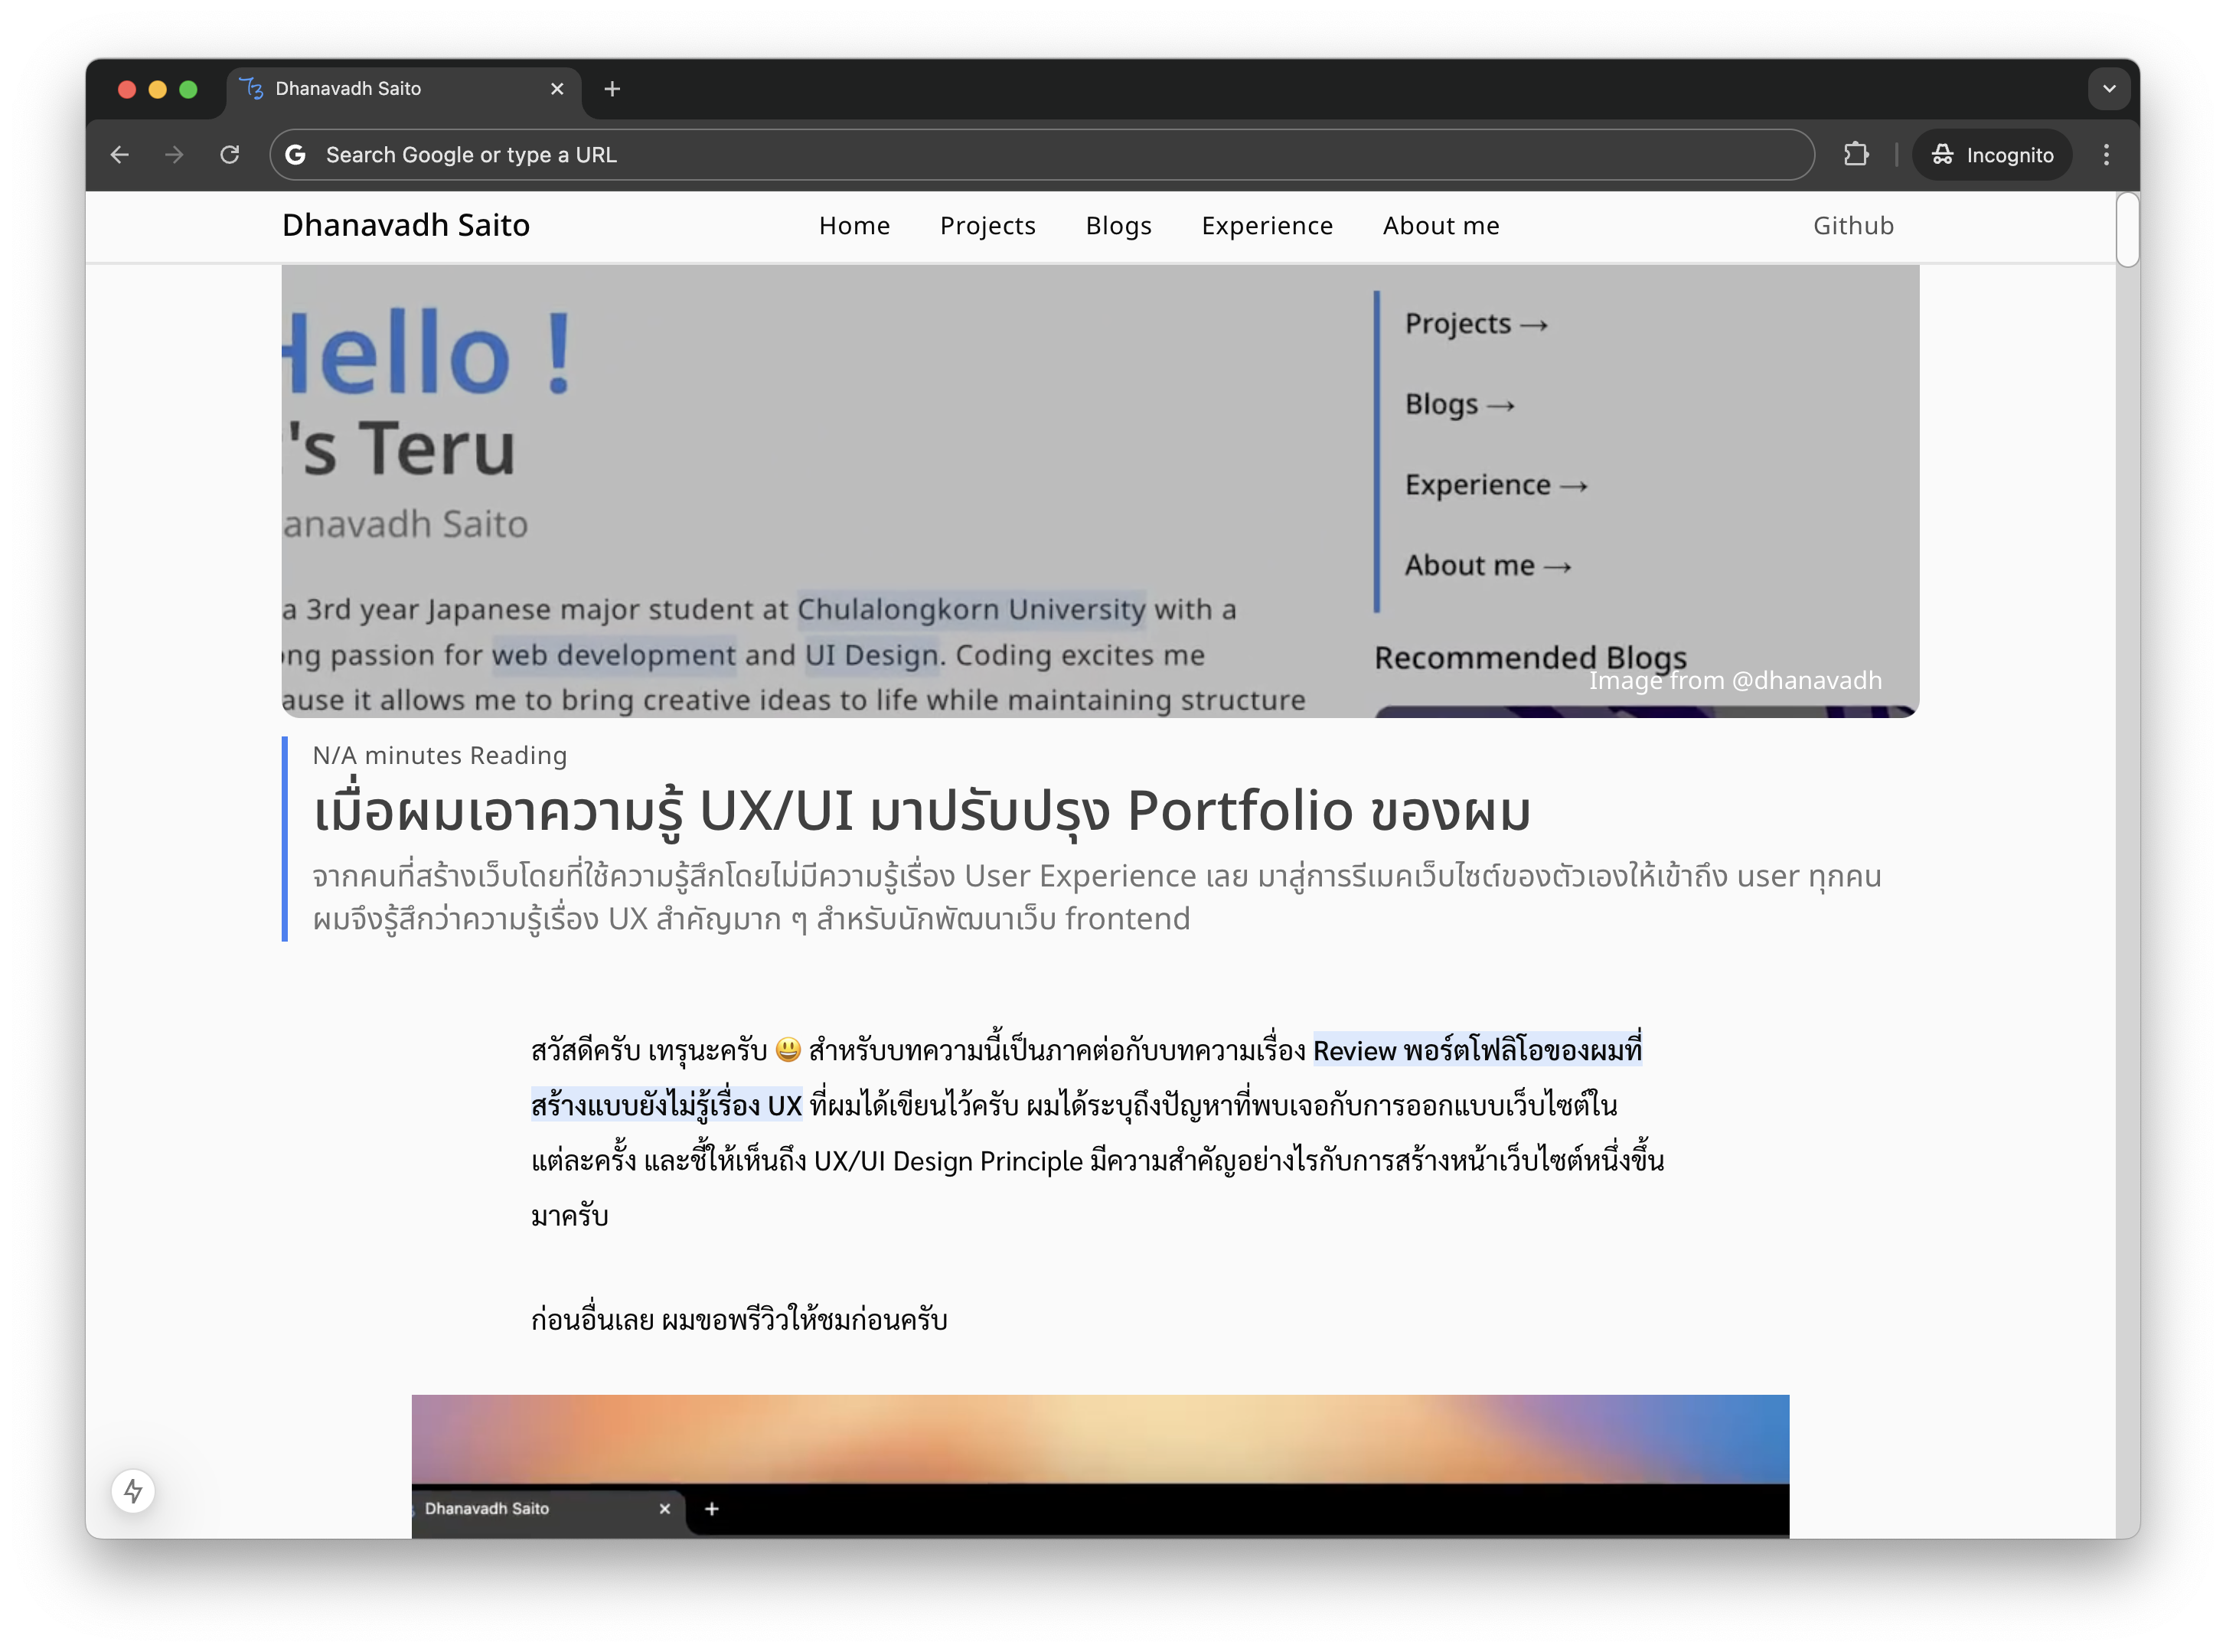 Dhanavadh Saito
Search Google or type a URL
Incognito
Dhanavadh Saito
Home
Projects
Blogs
Experience
About me
Github
Hello !
's Teru
anavadh Saito
a 3rd year Japanese major student at Chulalongkorn University with a
ng passion for web development and UI Design. Coding excites me
ause it allows me to bring creative ideas to life while maintaining structure
Projects →
Blogs →
Experience →
About me →
Recommended Blogs
Image from @dhanavadh
N/A minutes Reading
เมื่อผมเอาความรู้ UX/UI มาปรับปรุง Portfolio ของผม
จากคนที่สร้างเว็บโดยที่ใช้ความรู้สึกโดยไม่มีความรู้เรื่อง User Experience เลย มาสู่การรีเมคเว็บไซต์ของตัวเองให้เข้าถึง user ทุกคน
ผมจึงรู้สึกว่าความรู้เรื่อง UX สำคัญมาก ๆ สำหรับนักพัฒนาเว็บ frontend
สวัสดีครับ เทรุนะครับ 😃 สำหรับบทความนี้เป็นภาคต่อกับบทความเรื่อง Review พอร์ตโฟลิโอของผมที่
สร้างแบบยังไม่รู้เรื่อง UX ที่ผมได้เขียนไว้ครับ ผมได้ระบุถึงปัญหาที่พบเจอกับการออกแบบเว็บไซต์ใน
แต่ละครั้ง และชี้ให้เห็นถึง UX/UI Design Principle มีความสำคัญอย่างไรกับการสร้างหน้าเว็บไซต์หนึ่งขึ้น
มาครับ
ก่อนอื่นเลย ผมขอพรีวิวให้ชมก่อนครับ
Dhanavadh Saito